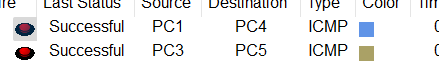 Last Status Source Destination Type Color
Successful PC1 PC4 ICMP
Successful PC3 PC5 ICMP